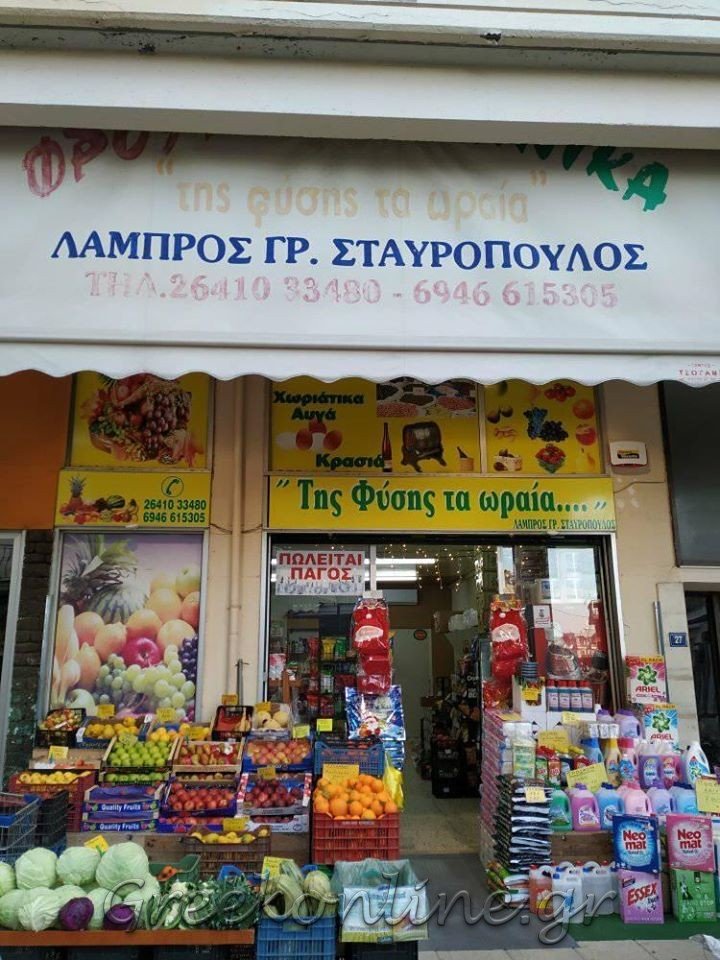 "της φύσης τα ωραία"
ΛΑΜΠΡΟΣ ΓΡ. ΣΤΑΥΡΟΠΟΥΛΟΣ
ΤΗΛ.26410 33480 - 6946 615305
Χωριάτικα
Αυγά
Κρασιά
26410 33480
6946 615305
"Της Φύσης τα ωραία...."
ΛΑΜΠΡΟΣ ΓΡ. ΣΤΑΥΡΟΠΟΥΛΟΣ
ΠΩΛΕΙΤΑΙ
ΠΑΓΟΣ
27
ARIEL
ARIEL
Quality Fruits
Quality Fruits
Neo
mat
Neo
mat
ESSEX
Greekonline.gr